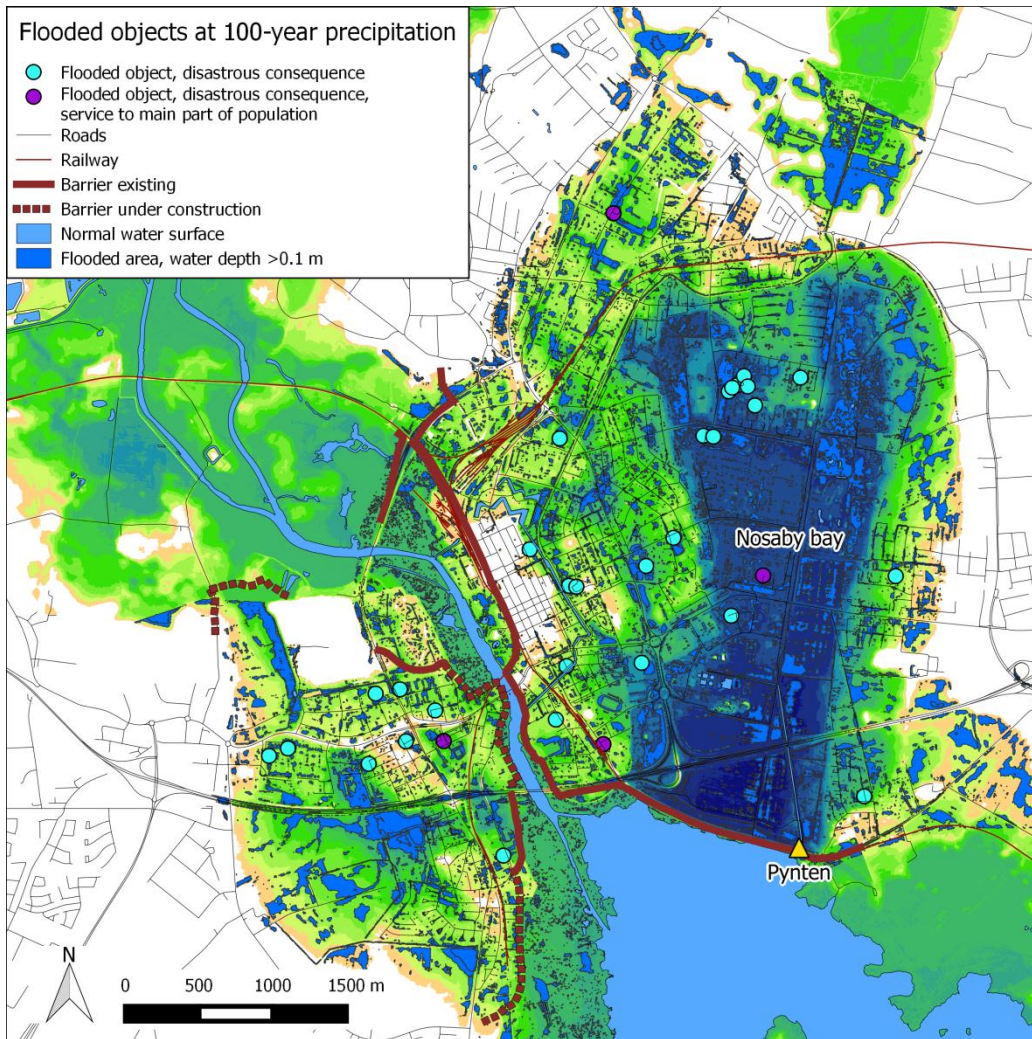 Flooded objects at 100-year precipitation
Flooded object, disastrous consequence
Flooded object, disastrous consequence,
service to main part of population
Roads
Railway
Barrier existing
Barrier under construction
Normal water surface
Flooded area, water depth >0.1 m
Nosaby bay
Pynten
N
0 500 1000 1500 m